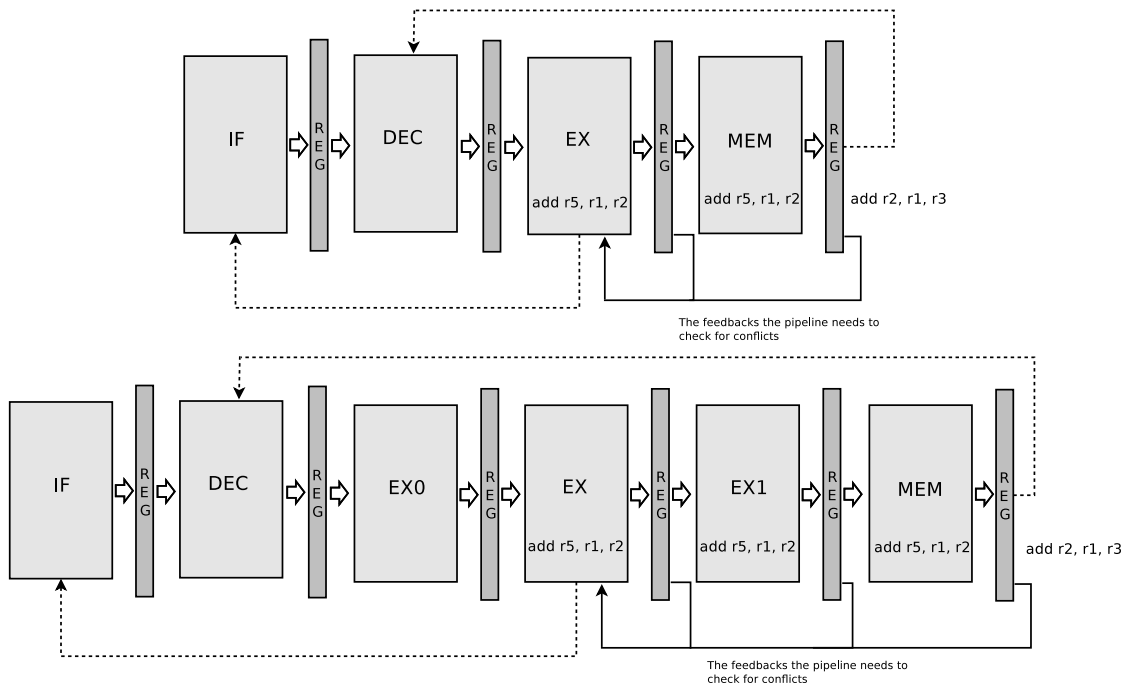 IF
R
E
G
DEC
R
E
G
EX
add r5, r1, r2
R
E
G
MEM
add r5, r1, r2
R
E
G
add r2, r1, r3
The feedbacks the pipeline needs to
check for conflicts
IF
R
E
G
DEC
R
E
G
EX0
R
E
G
EX
add r5, r1, r2
R
E
G
EX1
add r5, r1, r2
R
E
G
MEM
add r5, r1, r2
R
E
G
add r2, r1, r3
The feedbacks the pipeline needs to
check for conflicts